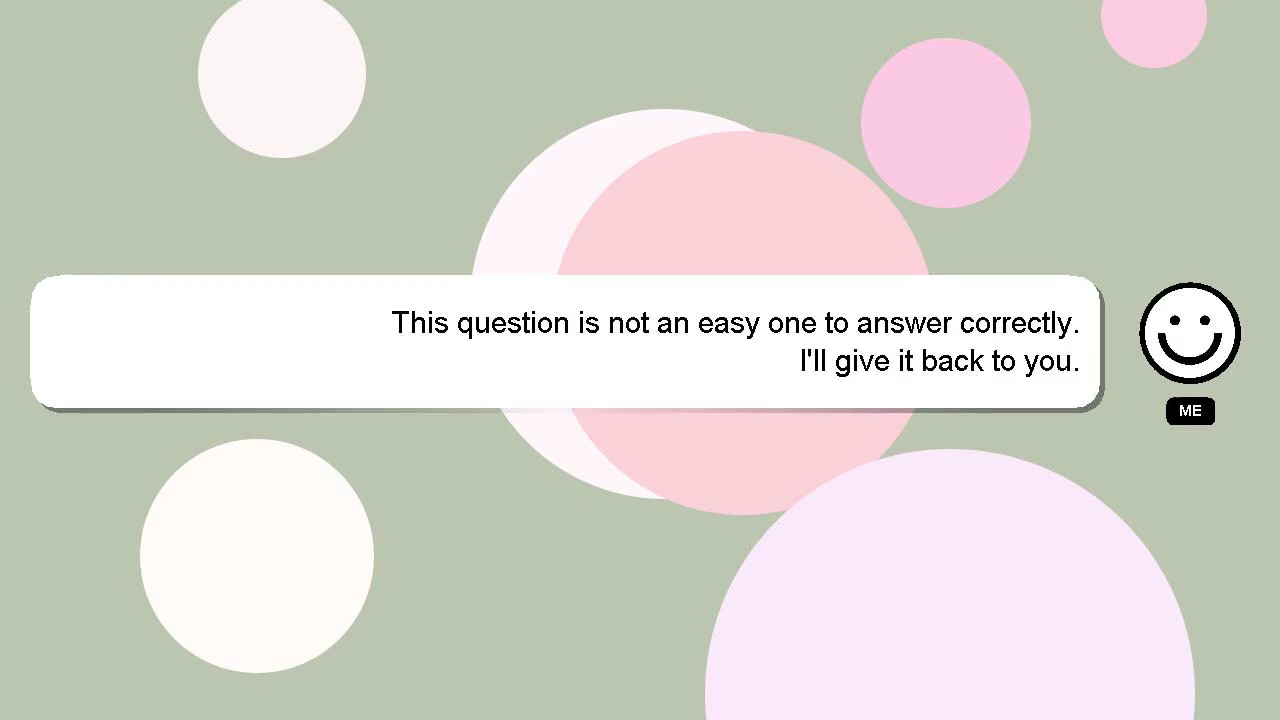 This question is not an easy one to answer correctly.
I'll give it back to you.
ME